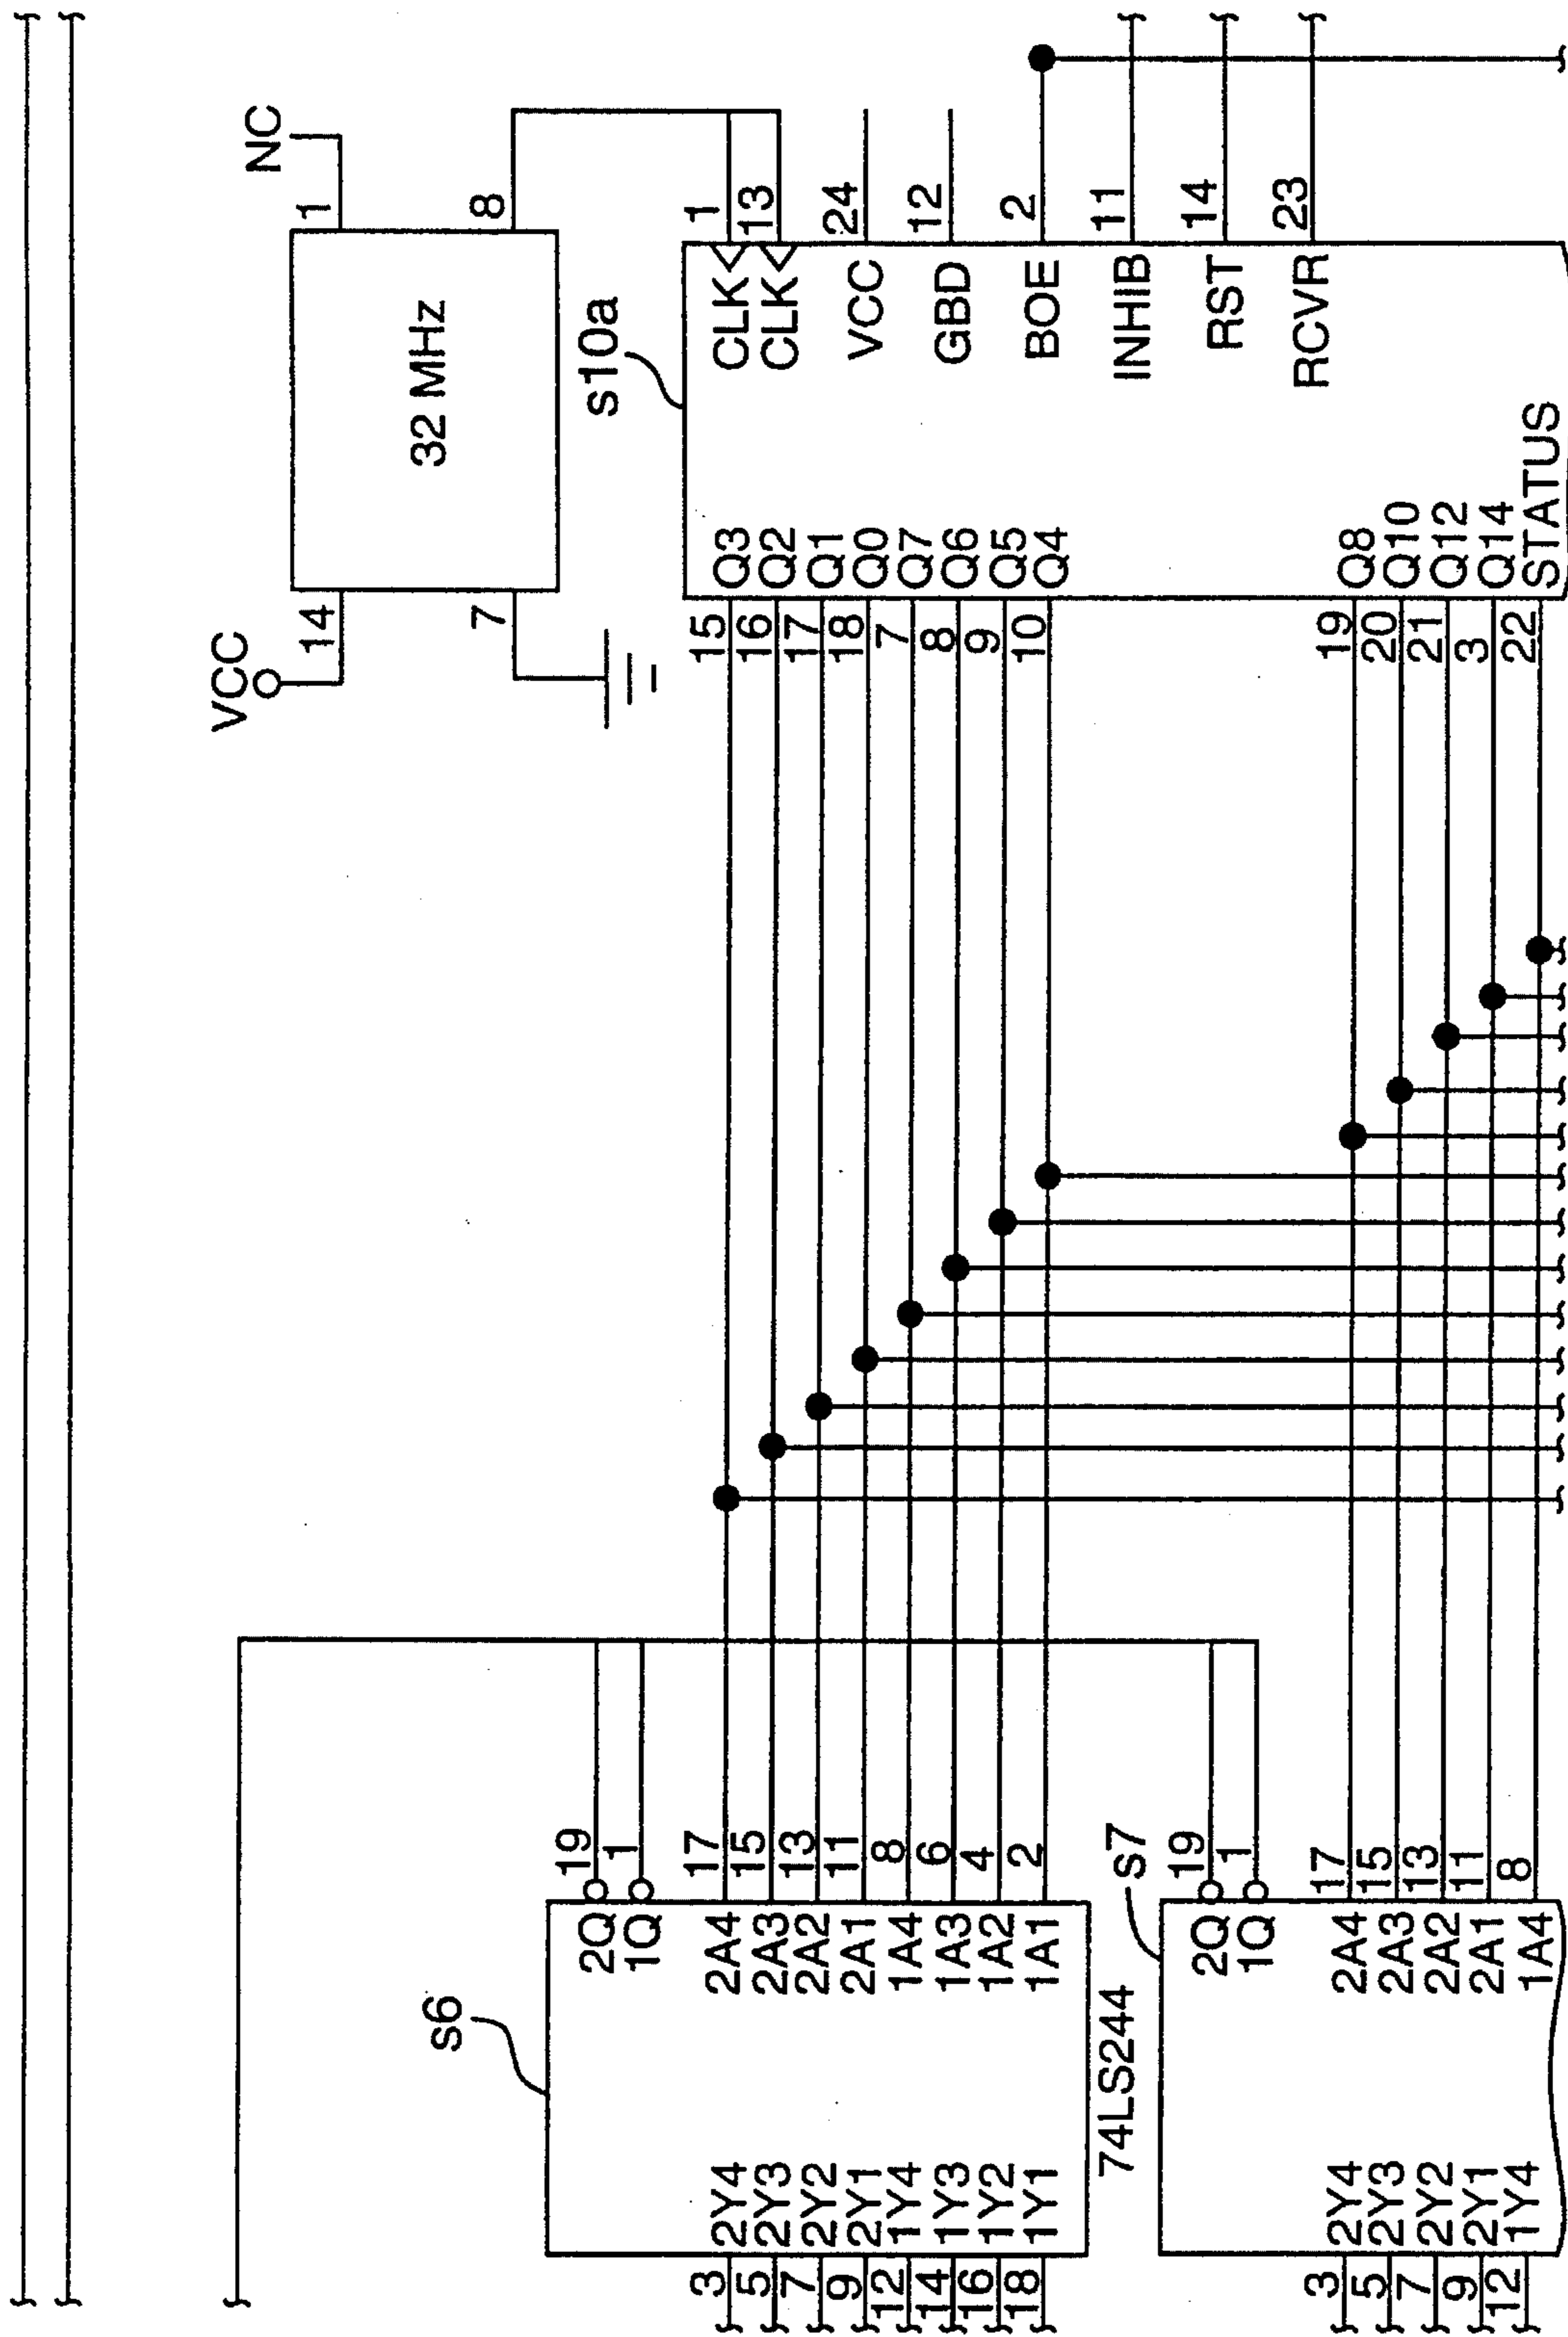 NC
1
8
32 MHz
VCC
14
7
s10a
1
13
24
12
2
11
14
23
CLK
CLK
VCC
GBD
BOE
INHIB
RST
RCVR
Q3
Q2
Q1
Q0
Q7
Q6
Q5
Q4
Q8
Q10
Q12
Q14
STATUS
15
16
17
18
7
8
9
10
19
20
21
3
22
s6
19
1
17
15
13
11
8
6
4
2
2Q
1Q
2A4
2A3
2A2
2A1
1A4
1A3
1A2
1A1
2Y4
2Y3
2Y2
2Y1
1Y4
1Y3
1Y2
1Y1
3
5
7
9
12
14
16
18
74LS244
s7
19
1
17
15
13
11
8
2Q
1Q
2A4
2A3
2A2
2A1
1A4
2Y4
2Y3
2Y2
2Y1
1Y4
3
5
7
9
12